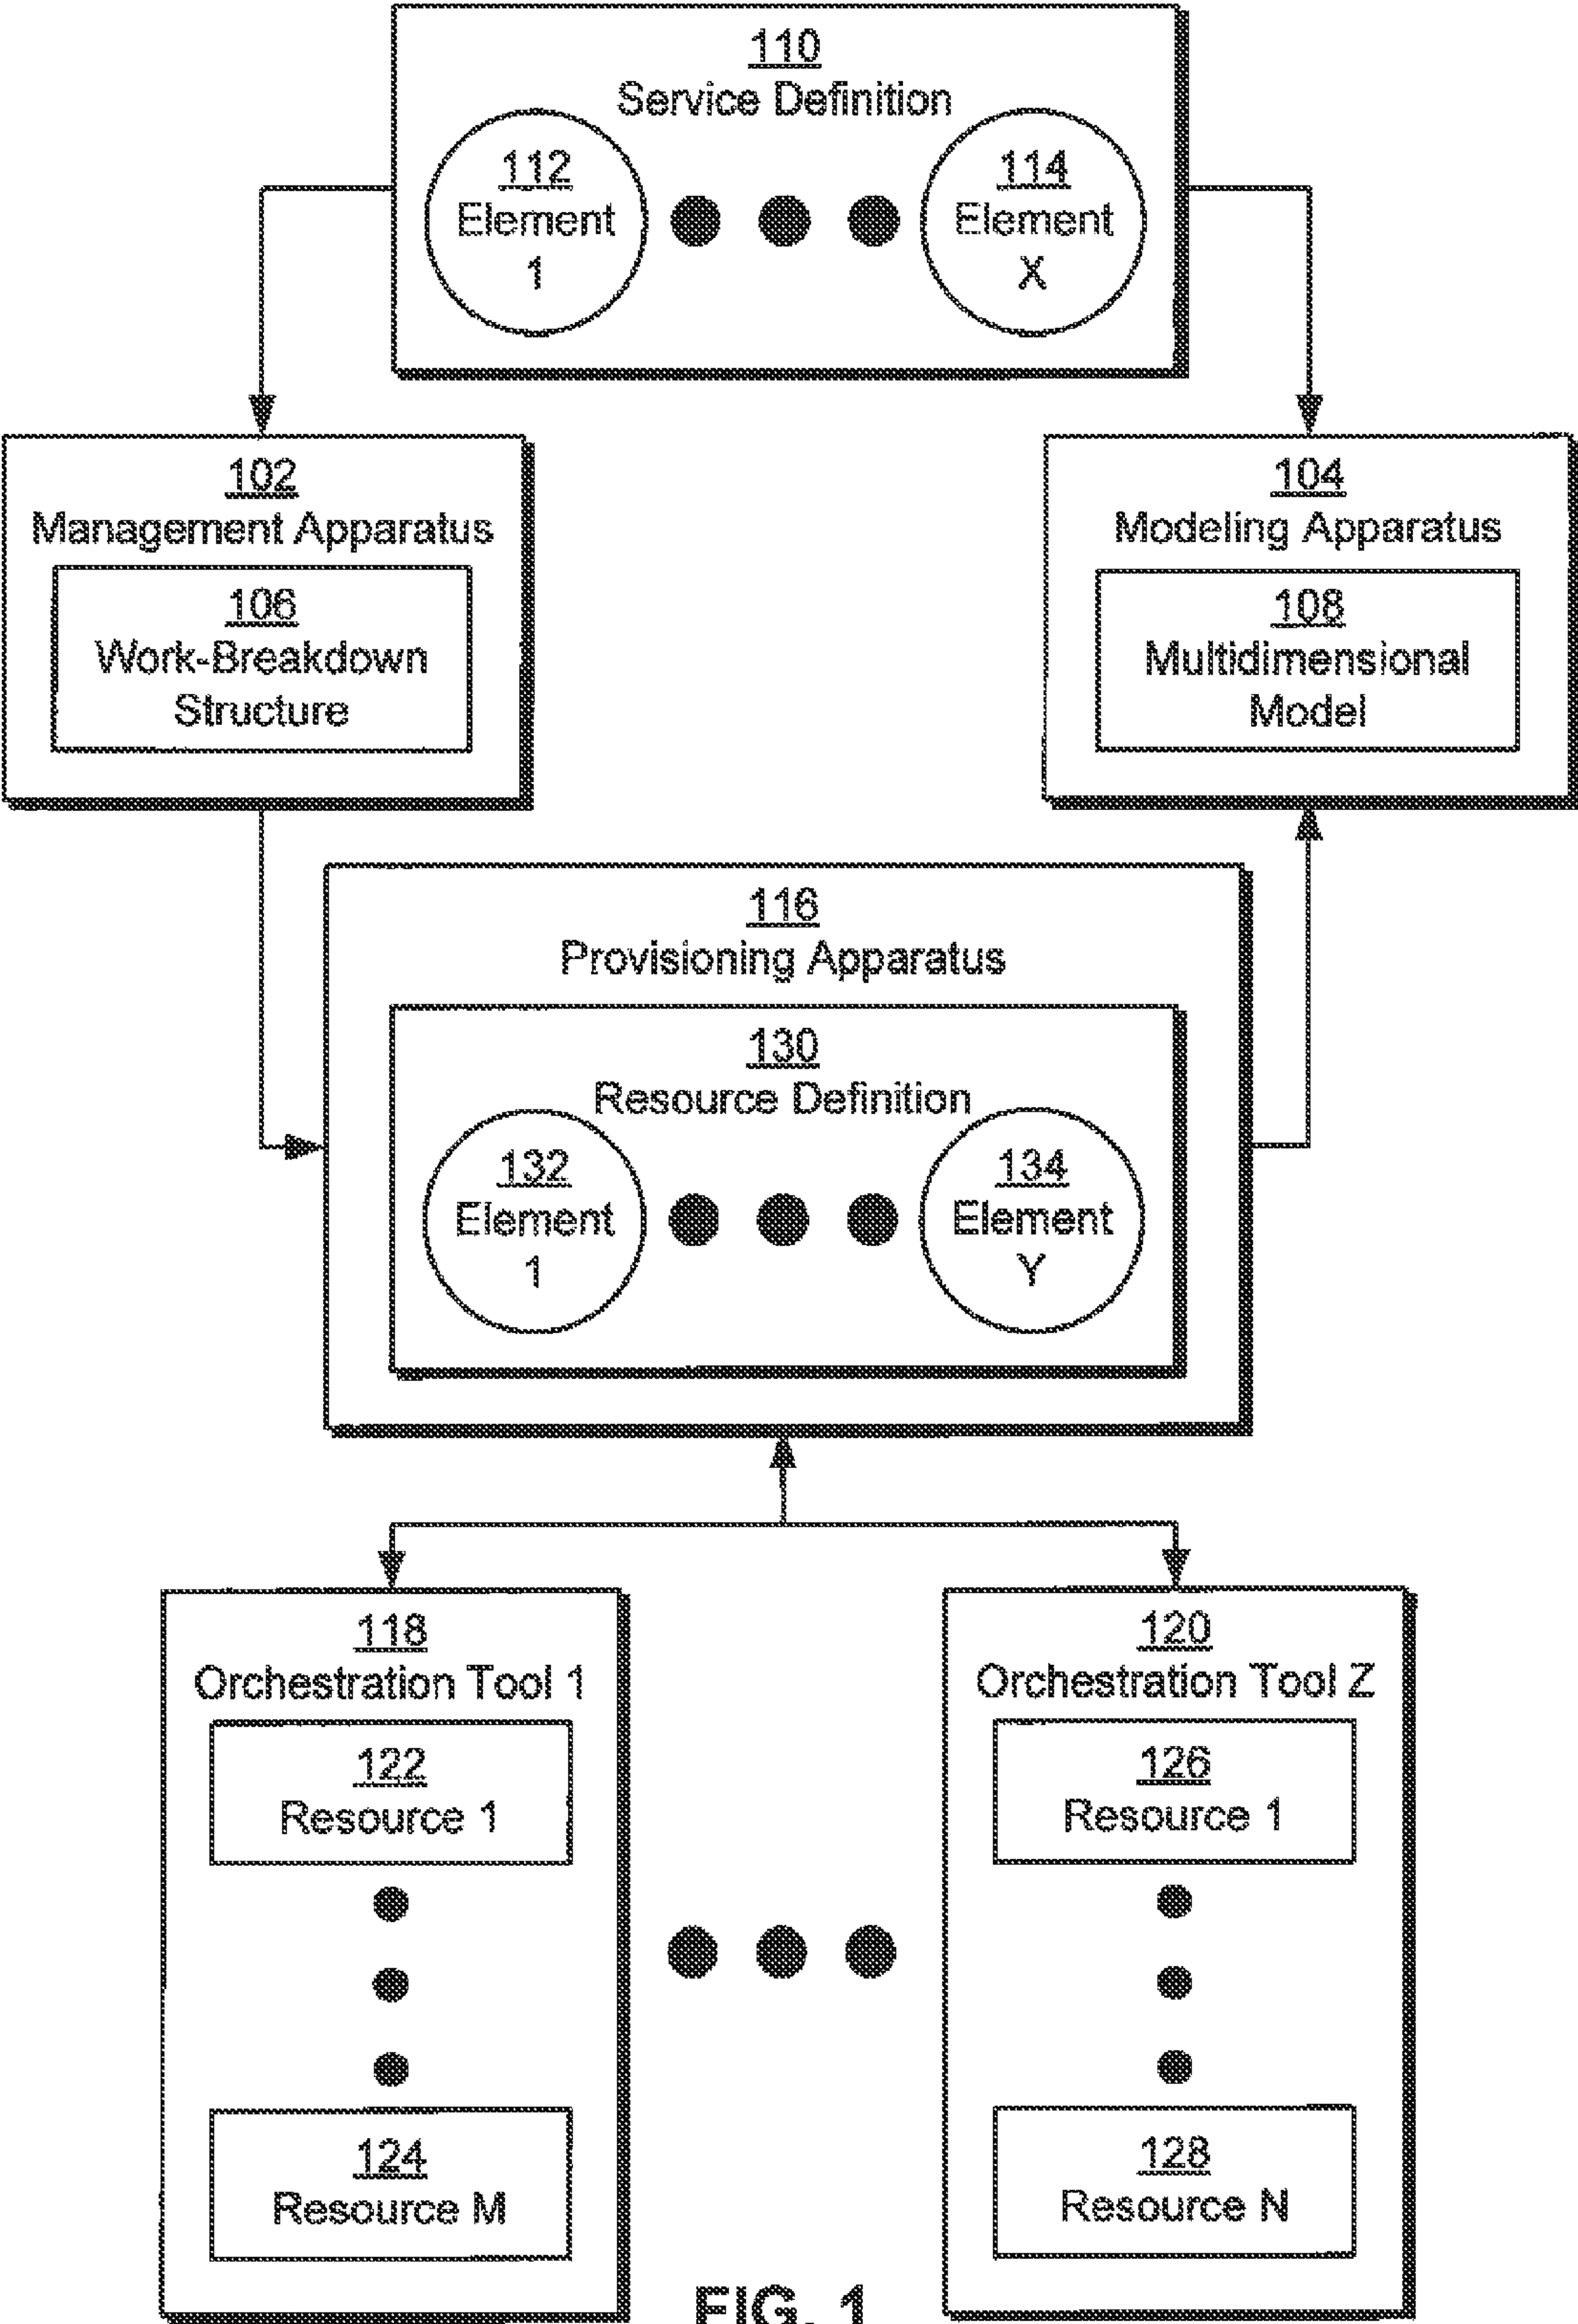 110
Service Definition
112
Element
1
114
Element
X
102
Management Apparatus
106
Work-Breakdown
Structure
104
Modeling Apparatus
108
Multidimensional
Model
116
Provisioning Apparatus
130
Resource Definition
132
Element
1
134
Element
Y
118
Orchestration Tool 1
122
Resource 1
124
Resource M
120
Orchestration Tool Z
126
Resource 1
128
Resource N
FIG. 1